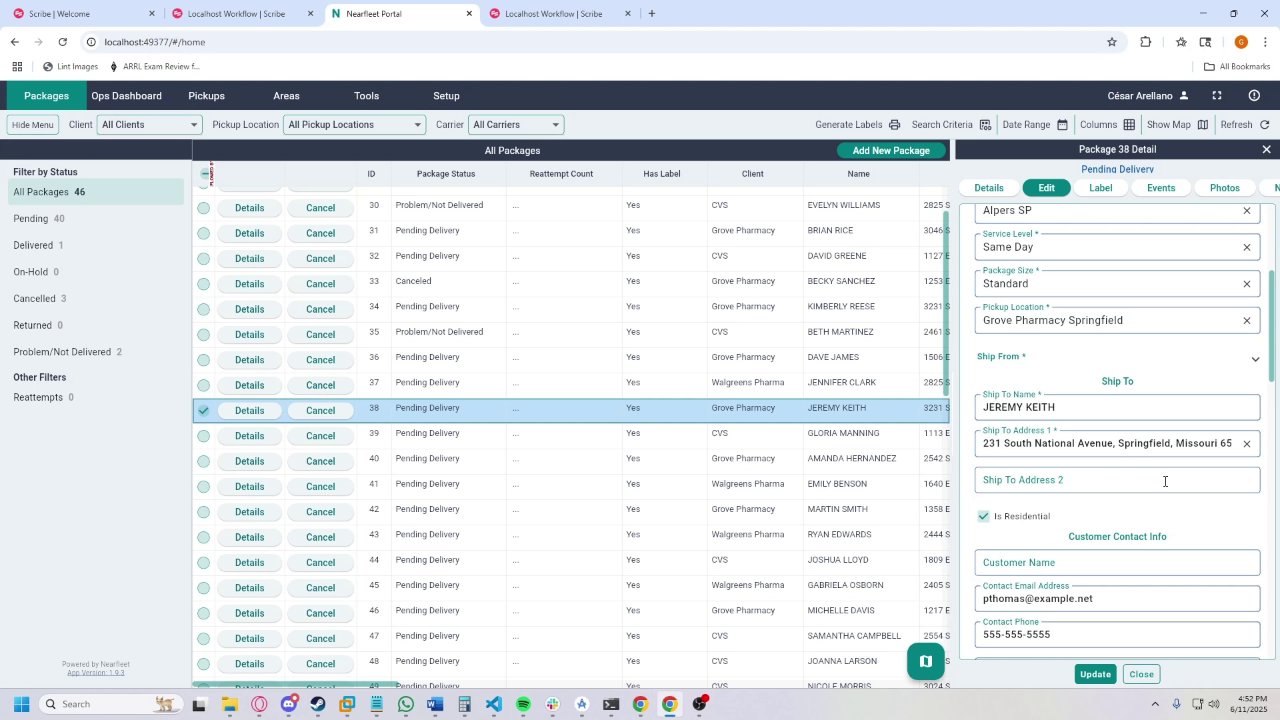 Scribe | Welcome
Localhost Workflow | Scribe
Nearfleet Portal
Localhost Workflow | Scribe
localhost:49377/#/home
G
Lint Images
ARRL Exam Review f...
All Bookmarks
Packages Ops Dashboard Pickups Areas Tools Setup César Arellano
Hide Menu Client All Clients Pickup Location All Pickup Locations Carrier All Carriers Generate Labels Search Criteria Date Range Columns Show Map Refresh
All Packages Add New Package
Filter by Status
All Packages 46
Pending 40
Delivered 1
On-Hold 0
Cancelled 3
Returned 0
Problem/Not Delivered 2
Other Filters
Reattempts 0
Powered by Nearfleet
App Version: 1.9.3
ID Package Status Reattempt Count Has Label Client Name
Details Cancel 30 Problem/Not Delivered ... Yes CVS EVELYN WILLIAMS 2825 S
Details Cancel 31 Pending Delivery ... Yes Grove Pharmacy BRIAN RICE 3046 S
Details Cancel 32 Pending Delivery ... Yes CVS DAVID GREENE 1127 E
Details Cancel 33 Canceled ... Yes Grove Pharmacy BECKY SANCHEZ 1253
Details Cancel 34 Pending Delivery ... Yes Grove Pharmacy KIMBERLY REESE 3231 S
Details Cancel 35 Problem/Not Delivered ... Yes CVS BETH MARTINEZ 2461
Details Cancel 36 Pending Delivery ... Yes Grove Pharmacy DAVE JAMES 1506 E
Details Cancel 37 Pending Delivery ... Yes Walgreens Pharma JENNIFER CLARK 2825 S
Details Cancel 38 Pending Delivery ... Yes Grove Pharmacy JEREMY KEITH 3231 S
Details Cancel 39 Pending Delivery ... Yes CVS GLORIA MANNING 1113 E
Details Cancel 40 Pending Delivery ... Yes Grove Pharmacy AMANDA HERNANDEZ 2542 S
Details Cancel 41 Pending Delivery ... Yes Walgreens Pharma EMILY BENSON 1640 E
Details Cancel 42 Pending Delivery ... Yes Grove Pharmacy MARTIN SMITH 1358 E
Details Cancel 43 Pending Delivery ... Yes Walgreens Pharma RYAN EDWARDS 2444 S
Details Cancel 44 Pending Delivery ... Yes CVS JOSHUA LLOYD 1809 E
Details Cancel 45 Pending Delivery ... Yes Walgreens Pharma GABRIELA OSBORN 2405 S
Details Cancel 46 Pending Delivery ... Yes Grove Pharmacy MICHELLE DAVIS 1217 E
Details Cancel 47 Pending Delivery ... Yes CVS SAMANTHA CAMPBELL 2554 S
Details Cancel 48 Pending Delivery ... Yes CVS JOANNA LARSON
Details 49 Pending Delivery ... Yes Grove Pharmacy NICOLE MORRIS 3024 S
Package 38 Detail
Pending Delivery
Details Edit Label Events Photos N
Alpers SP
Service Level *
Same Day
Package Size *
Standard
Pickup Location *
Grove Pharmacy Springfield
Ship From *
Ship To
Ship To Name *
JEREMY KEITH
Ship To Address 1 *
231 South National Avenue, Springfield, Missouri 65
Ship To Address 2
Is Residential
Customer Contact Info
Customer Name
Contact Email Address
pthomas@example.net
Contact Phone
555-555-5555
Update Close
Search
4:52 PM
6/11/2025